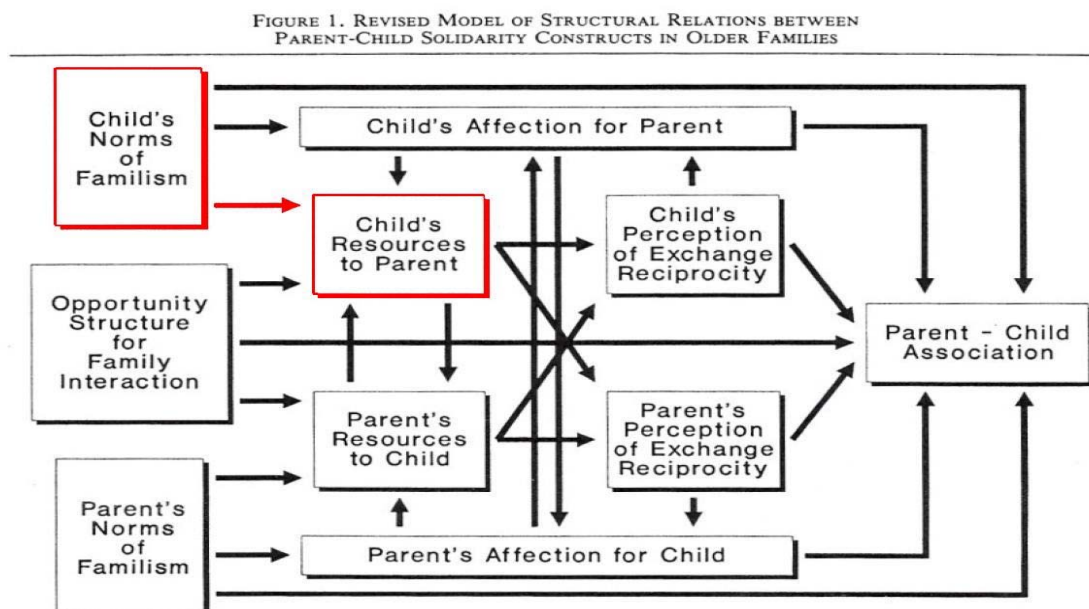 FIGURE 1. REVISED MODEL OF STRUCTURAL RELATIONS BETWEEN
PARENT-CHILD SOLIDARITY CONSTRUCTS IN OLDER FAMILIES
Child's
Norms
of
Familism
Child's Affection for Parent
Child's
Resources
to Parent
Child's
Perception
of Exchange
Reciprocity
Opportunity
Structure
for
Family
Interaction
Parent - Child
Association
Parent's
Resources
to Child
Parent's
Perception
of Exchange
Reciprocity
Parent's
Norms
of
Familism
Parent's Affection for Child